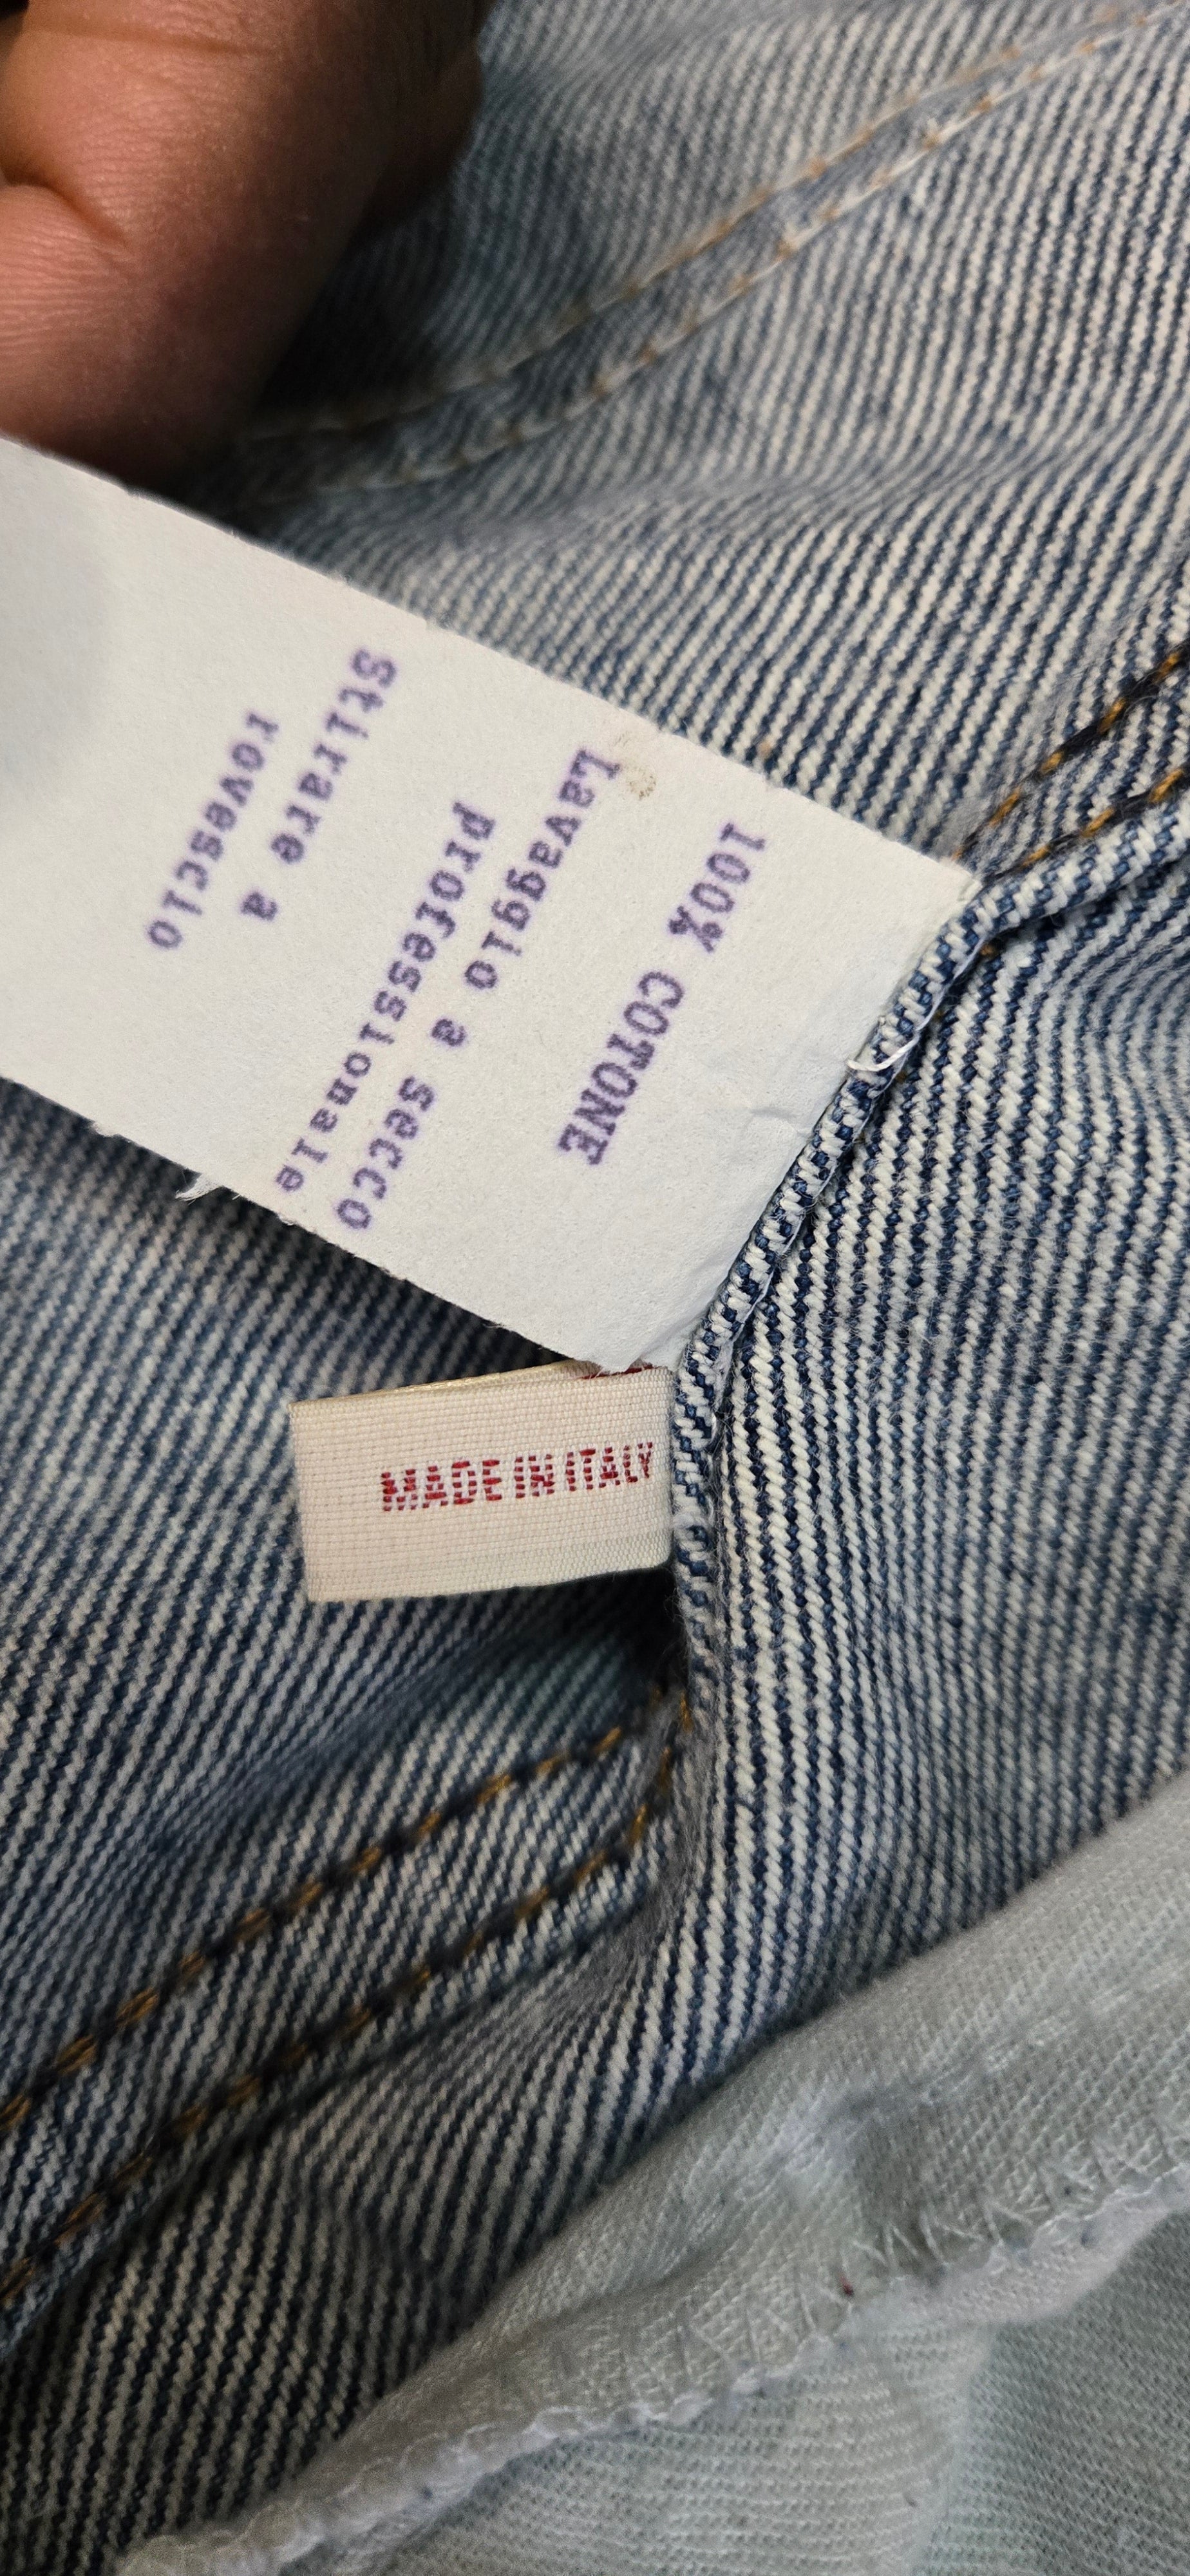 100% COTONE
Lavaggio a secco
professionale
Stirare a
rovescio
MADE IN ITALY